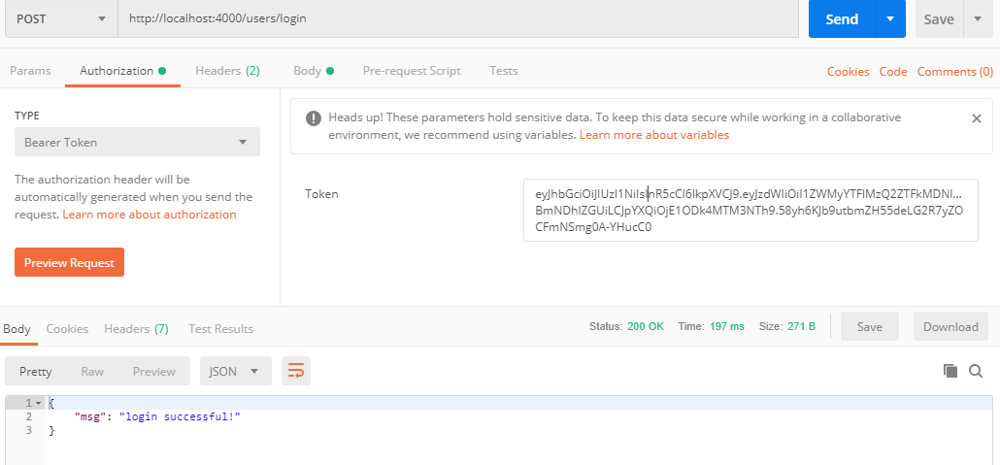 POST http://localhost:4000/users/login Send Save
Params Authorization Headers (2) Body Pre-request Script Tests Cookies Code Comments (0)
TYPE
Bearer Token
The authorization header will be
automatically generated when you send the
request. Learn more about authorization
Preview Request
Heads up! These parameters hold sensitive data. To keep this data secure while working in a collaborative
environment, we recommend using variables. Learn more about variables
Token
eyJhbGciOiJIUzI1NiIsInR5cCI6IkpXVCJ9.eyJzdWIiOiI1ZWMyYTFlMzQ2ZTFkMDNl...
BmNDhlZGUiLCJpYXQiOjE1ODk4MTM3NTh9.58yh6KJb9utbmZH55deLG2R7yZO
CFmNSmg0A-YHucC0
Body Cookies Headers (7) Test Results Status: 200 OK Time: 197 ms Size: 271 B Save Download
Pretty Raw Preview JSON
1 {
2 "msg": "login successful!"
3 }